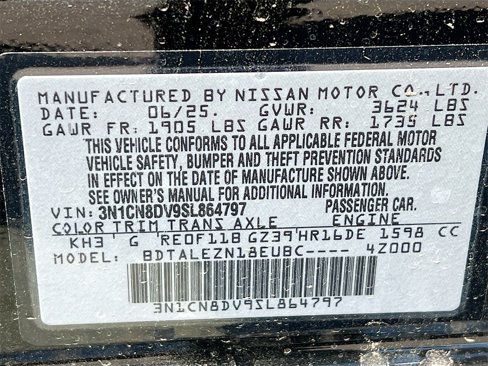 MANUFACTURED BY NISSAN MOTOR CO., LTD.
DATE: 06/25. GVWR: 3624 LBS
GAWR FR: 1905 LBS GAWR RR: 1735 LBS
THIS VEHICLE CONFORMS TO ALL APPLICABLE FEDERAL MOTOR
VEHICLE SAFETY, BUMPER AND THEFT PREVENTION STANDARDS
IN EFFECT ON THE DATE OF MANUFACTURE SHOWN ABOVE.
SEE OWNER'S MANUAL FOR ADDITIONAL INFORMATION.
VIN: 3N1CN8DV9SL864797 PASSENGER CAR.
COLOR TRIM TRANS AXLE ENGINE
KH3 G RE0F11B GZ39 HR16DE 1598 CC
MODEL: BDTALEZN18EUBC---- 4Z000
3N1CN8DV9SL864797